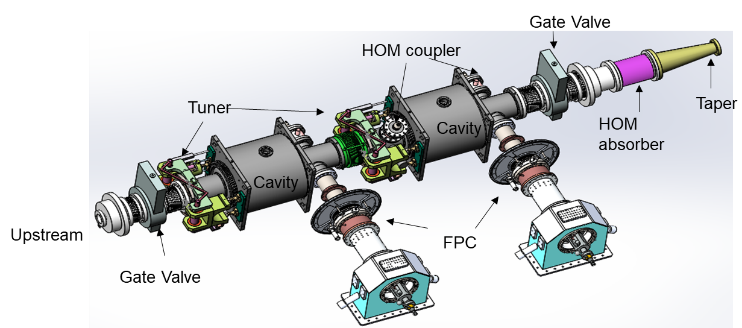 Gate Valve
HOM coupler
Tuner
Taper
HOM
absorber
Cavity
Cavity
Upstream
FPC
Gate Valve